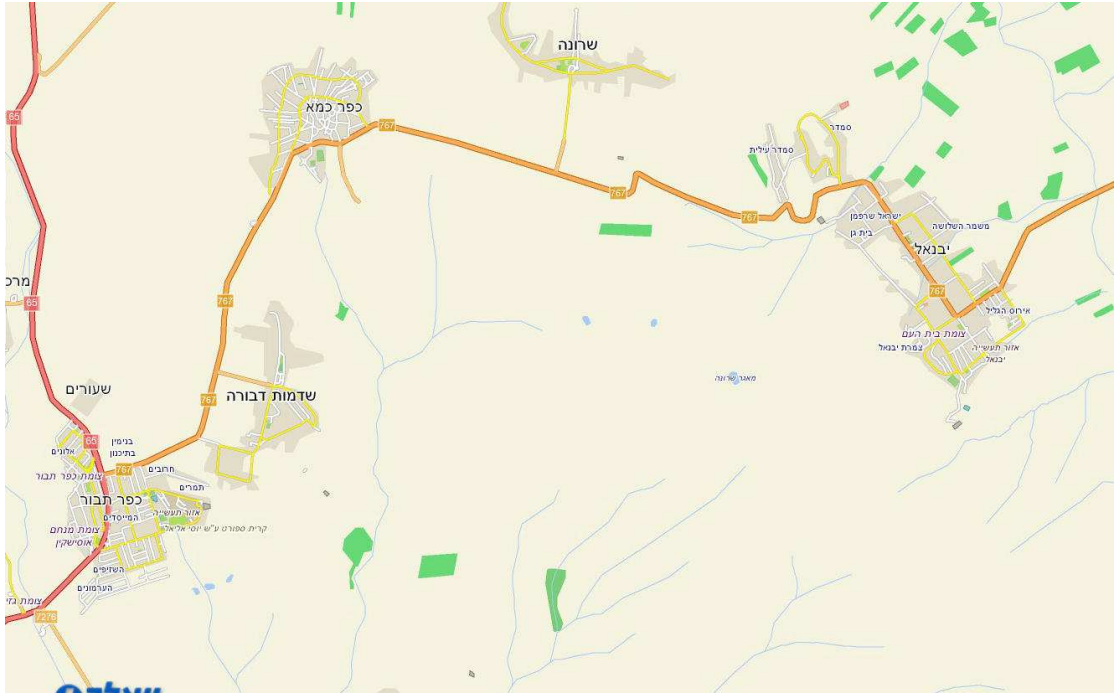 שרונה
65
כפר כמא
767
סמדר
סמדר עילית
767
767
ישראל שרפמן
משמר השלושה
בית גן
יבנאל
מרכ
65
767
767
אירוס הגליל
צומת בית העם
אזור תעשייה
יבנאל
צמרת יבנאל
מאגר שרונה
שעורים
שדמות דבורה
767
65
בנימין
בתיכנון
אלונים
767
חרובים
צומת כפר תבור
תמרים
כפר תבור
אזור תעשייה
המייסדים
קרית ספורט ע"ש יוסי אליאל
צומת מנחם
אוסישקין
השזיפים
הערמונים
צומת גזי
7276